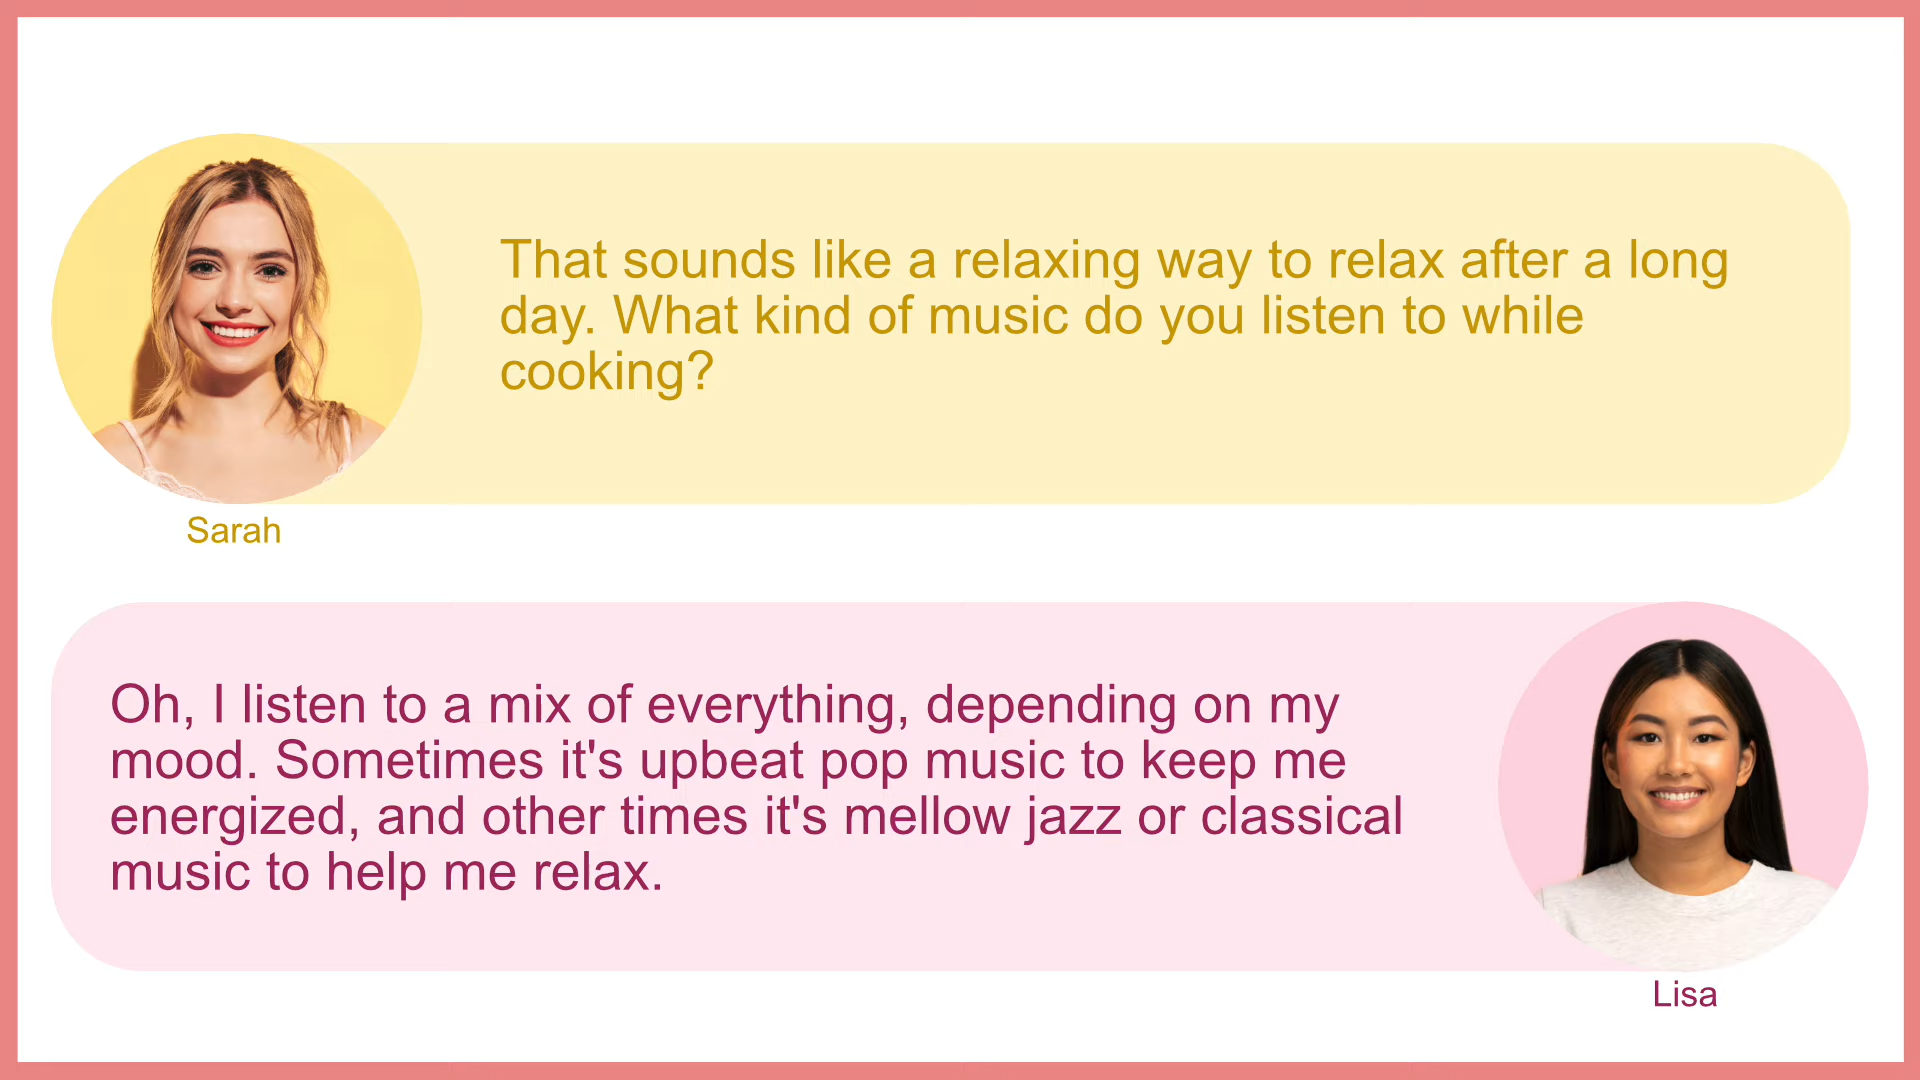 That sounds like a relaxing way to relax after a long
day. What kind of music do you listen to while
cooking?
Sarah
Oh, I listen to a mix of everything, depending on my
mood. Sometimes it's upbeat pop music to keep me
energized, and other times it's mellow jazz or classical
music to help me relax.
Lisa